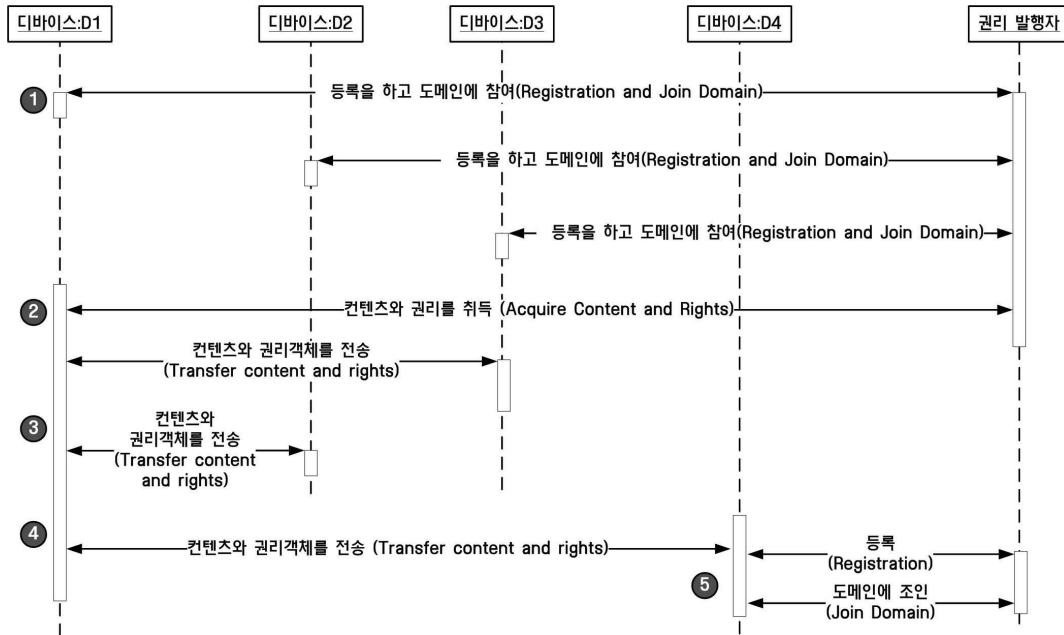 디바이스:D1
디바이스:D2
디바이스:D3
디바이스:D4
권리 발행자
1
등록을 하고 도메인에 참여(Registration and Join Domain)
등록을 하고 도메인에 참여(Registration and Join Domain)
등록을 하고 도메인에 참여(Registration and Join Domain)
2
컨텐츠와 권리를 취득 (Acquire Content and Rights)
컨텐츠와 권리객체를 전송
(Transfer content and rights)
3
컨텐츠와
권리객체를 전송
(Transfer content
and rights)
4
컨텐츠와 권리객체를 전송 (Transfer content and rights)
등록
(Registration)
5
도메인에 조인
(Join Domain)